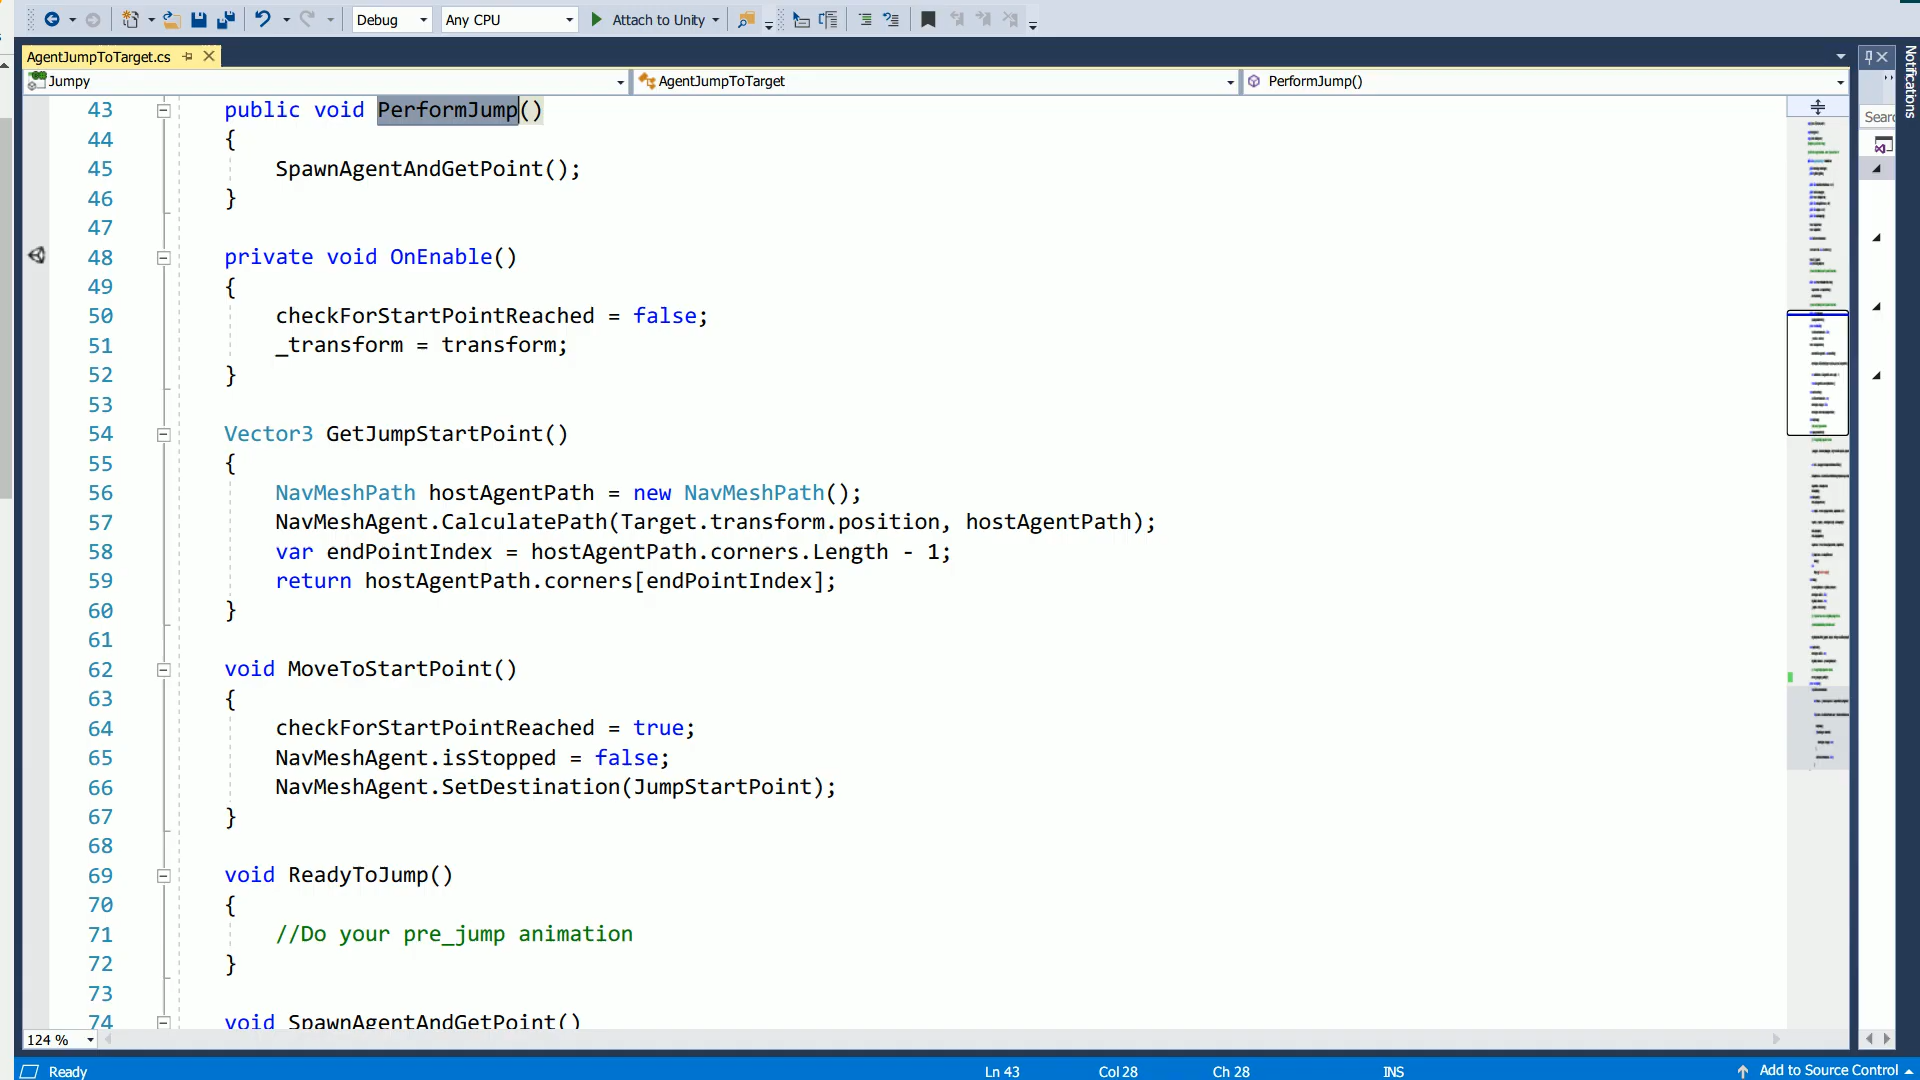 Debug
Any CPU
Attach to Unity
AgentJumpToTarget.cs
Notifications
Jumpy
AgentJumpToTarget
PerformJump()
43 public void PerformJump()
44 {
45 SpawnAgentAndGetPoint();
46 }
47
48 private void OnEnable()
49 {
50 checkForStartPointReached = false;
51 _transform = transform;
52 }
53
54 Vector3 GetJumpStartPoint()
55 {
56 NavMeshPath hostAgentPath = new NavMeshPath();
57 NavMeshAgent.CalculatePath(Target.transform.position, hostAgentPath);
58 var endPointIndex = hostAgentPath.corners.Length - 1;
59 return hostAgentPath.corners[endPointIndex];
60 }
61
62 void MoveToStartPoint()
63 {
64 checkForStartPointReached = true;
65 NavMeshAgent.isStopped = false;
66 NavMeshAgent.SetDestination(JumpStartPoint);
67 }
68
69 void ReadyToJump()
70 {
71 //Do your pre_jump animation
72 }
73
74 void SpawnAgentAndGetPoint()
Sear
124 %
Ready
Ln 43
Col 28
Ch 28
INS
Add to Source Control